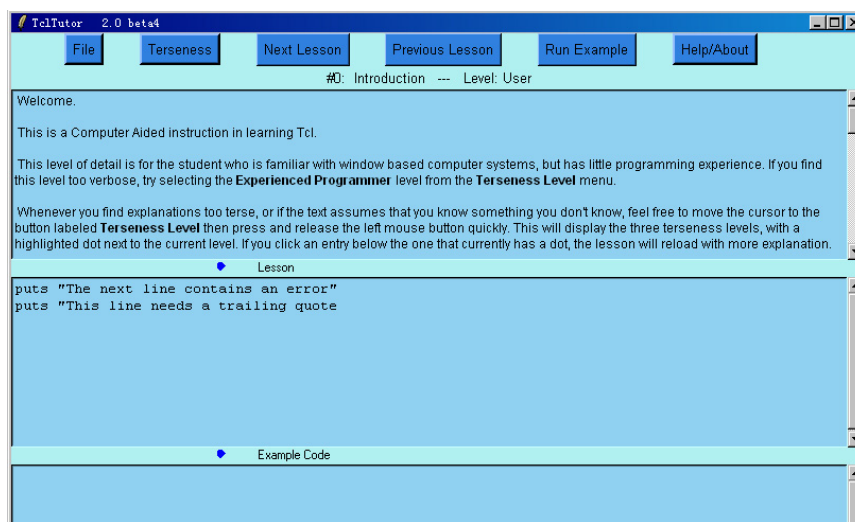 TclTutor 2.0 beta4
File Terseness Next Lesson Previous Lesson Run Example Help/About
#0: Introduction --- Level: User
Welcome.
This is a Computer Aided instruction in learning Tcl.
This level of detail is for the student who is familiar with window based computer systems, but has little programming experience. If you find
this level too verbose, try selecting the Experienced Programmer level from the Terseness Level menu.
Whenever you find explanations too terse, or if the text assumes that you know something you don't know, feel free to move the cursor to the
button labeled Terseness Level then press and release the left mouse button quickly. This will display the three terseness levels, with a
highlighted dot next to the current level. If you click an entry below the one that currently has a dot, the lesson will reload with more explanation.
Lesson
puts "The next line contains an error"
puts "This line needs a trailing quote
Example Code